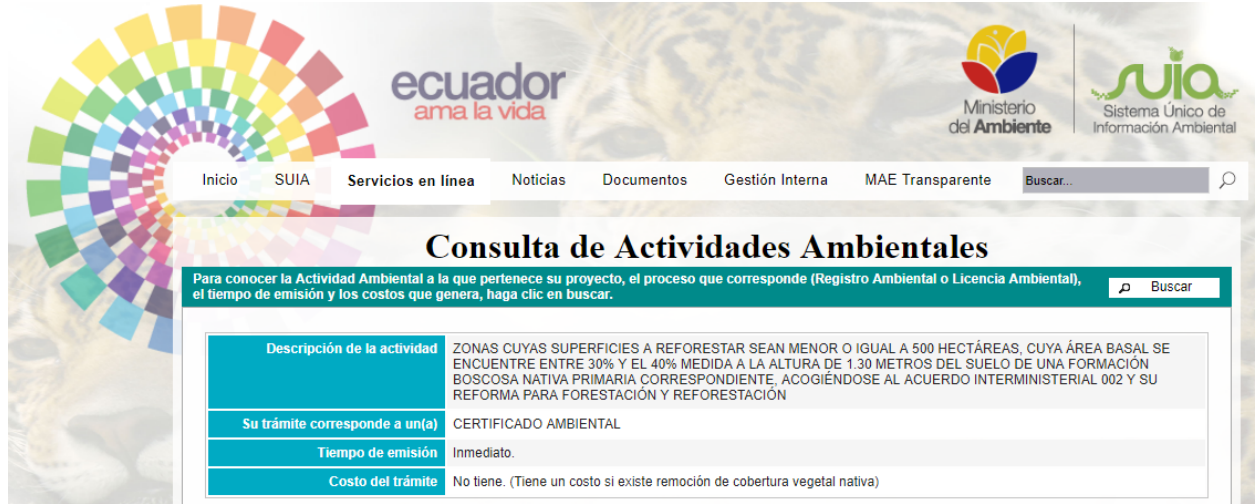 ecuador
ama la vida
Ministerio
del Ambiente
suia
Sistema Único de
Información Ambiental
Inicio SUIA Servicios en línea Noticias Documentos Gestión Interna MAE Transparente Buscar...
Consulta de Actividades Ambientales
Para conocer la Actividad Ambiental a la que pertenece su proyecto, el proceso que corresponde (Registro Ambiental o Licencia Ambiental),
el tiempo de emisión y los costos que genera, haga clic en buscar.
Buscar
Descripción de la actividad ZONAS CUYAS SUPERFICIES A REFORESTAR SEAN MENOR O IGUAL A 500 HECTÁREAS, CUYA ÁREA BASAL SE
ENCUENTRE ENTRE 30% Y EL 40% MEDIDA A LA ALTURA DE 1.30 METROS DEL SUELO DE UNA FORMACIÓN
BOSCOSA NATIVA PRIMARIA CORRESPONDIENTE, ACOGIÉNDOSE AL ACUERDO INTERMINISTERIAL 002 Y SU
REFORMA PARA FORESTACIÓN Y REFORESTACIÓN
Su trámite corresponde a un(a) CERTIFICADO AMBIENTAL
Tiempo de emisión Inmediato.
Costo del trámite No tiene. (Tiene un costo si existe remoción de cobertura vegetal nativa)